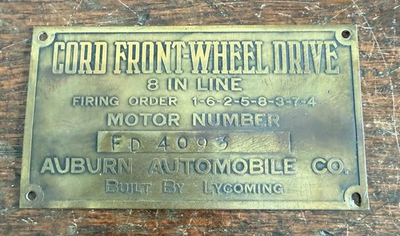 CORD FRONT-WHEEL DRIVE
8 IN LINE
FIRING ORDER 1-6-2-5-8-3-7-4
MOTOR NUMBER
FD 4093
AUBURN AUTOMOBILE CO.
BUILT BY LYCOMING